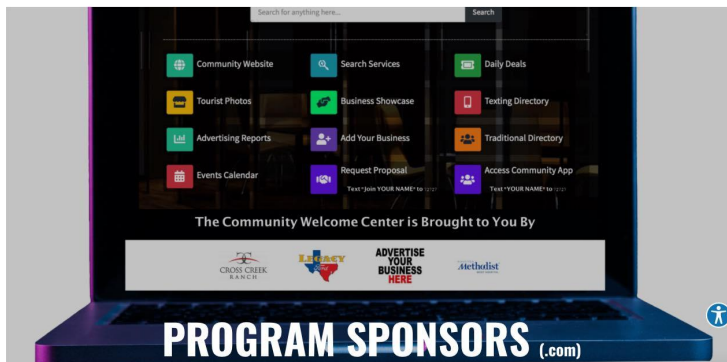 Search for anything here...
Search
Community Website
Search Services
Daily Deals
Tourist Photos
Business Showcase
Texting Directory
Advertising Reports
Add Your Business
Traditional Directory
Events Calendar
Request Proposal
Access Community App
Text "Join YOUR NAME" to
Text "YOUR NAME" to
The Community Welcome Center is Brought to You By
CROSS CREEK
RANCH
LEGACY
Ford
ADVERTISE
YOUR
BUSINESS
HERE
Methodist
PROGRAM SPONSORS (.com)